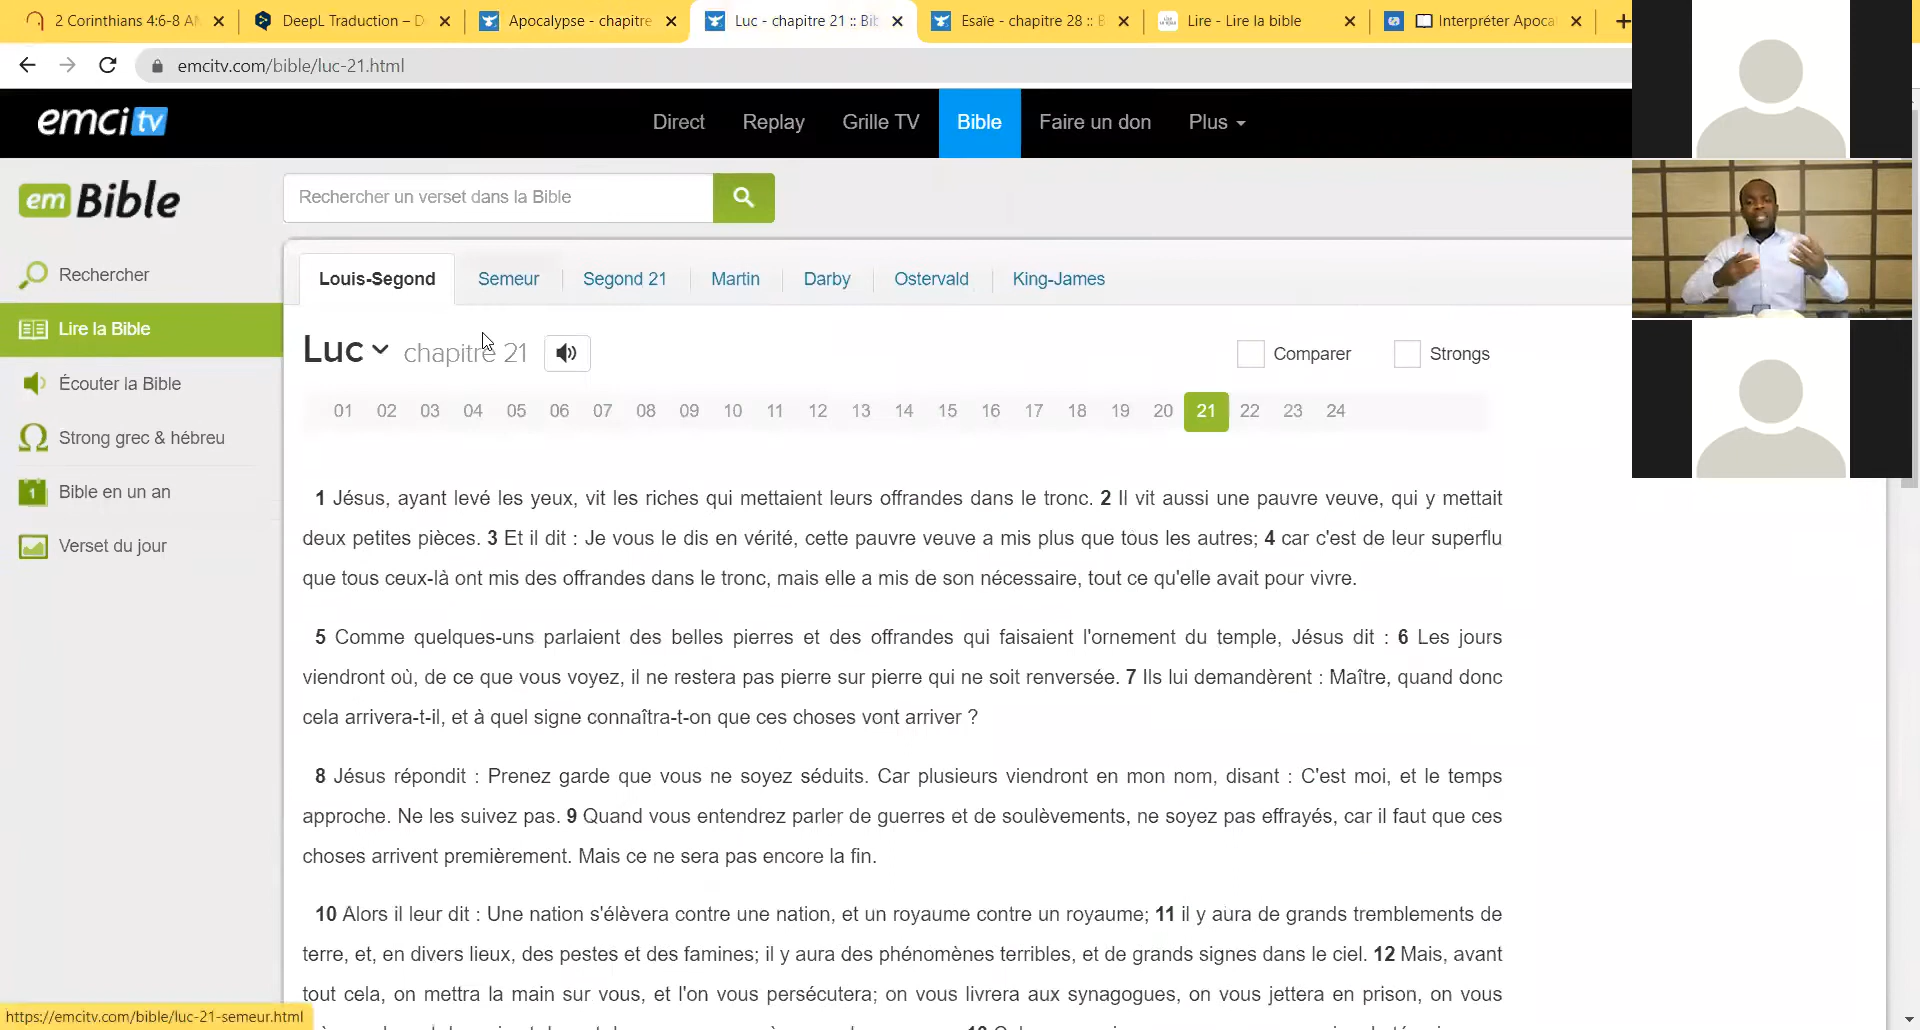 2 Corinthians 4:6-8 A
DeepL Traduction – D
Apocalypse - chapitre
Luc - chapitre 21 :: Bib
Esaïe - chapitre 28 :: B
Lire - Lire la bible
Interpréter Apoca
emcitv.com/bible/luc-21.html
emci tv
Direct
Replay
Grille TV
Bible
Faire un don
Plus
em Bible
Rechercher un verset dans la Bible
Rechercher
Lire la Bible
Écouter la Bible
Strong grec & hébreu
1 Bible en un an
Verset du jour
Louis-Segond
Semeur
Segond 21
Martin
Darby
Ostervald
King-James
Luc chapitre 21
Comparer
Strongs
01 02 03 04 05 06 07 08 09 10 11 12 13 14 15 16 17 18 19 20 21 22 23 24
1 Jésus, ayant levé les yeux, vit les riches qui mettaient leurs offrandes dans le tronc. 2 Il vit aussi une pauvre veuve, qui y mettait
deux petites pièces. 3 Et il dit : Je vous le dis en vérité, cette pauvre veuve a mis plus que tous les autres; 4 car c'est de leur superflu
que tous ceux-là ont mis des offrandes dans le tronc, mais elle a mis de son nécessaire, tout ce qu'elle avait pour vivre.
5 Comme quelques-uns parlaient des belles pierres et des offrandes qui faisaient l'ornement du temple, Jésus dit : 6 Les jours
viendront où, de ce que vous voyez, il ne restera pas pierre sur pierre qui ne soit renversée. 7 Ils lui demandèrent : Maître, quand donc
cela arrivera-t-il, et à quel signe connaîtra-t-on que ces choses vont arriver ?
8 Jésus répondit : Prenez garde que vous ne soyez séduits. Car plusieurs viendront en mon nom, disant : C'est moi, et le temps
approche. Ne les suivez pas. 9 Quand vous entendrez parler de guerres et de soulèvements, ne soyez pas effrayés, car il faut que ces
choses arrivent premièrement. Mais ce ne sera pas encore la fin.
10 Alors il leur dit : Une nation s'élèvera contre une nation, et un royaume contre un royaume; 11 il y aura de grands tremblements de
terre, et, en divers lieux, des pestes et des famines; il y aura des phénomènes terribles, et de grands signes dans le ciel. 12 Mais, avant
tout cela, on mettra la main sur vous, et l'on vous persécutera; on vous livrera aux synagogues, on vous jettera en prison, on vous
https://emcitv.com/bible/luc-21-semeur.html